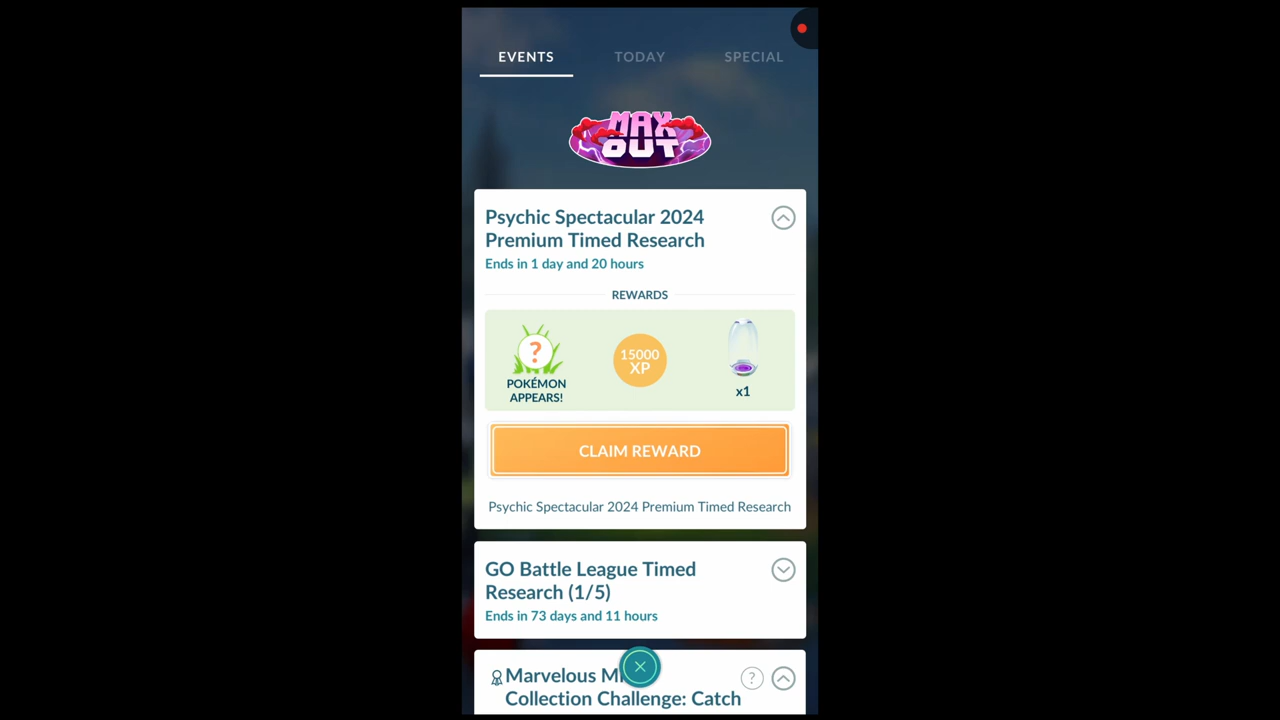 EVENTS TODAY SPECIAL
MAX
OUT
Psychic Spectacular 2024
Premium Timed Research
Ends in 1 day and 20 hours
REWARDS
?
POKÉMON
APPEARS!
15000
XP
x1
CLAIM REWARD
Psychic Spectacular 2024 Premium Timed Research
GO Battle League Timed
Research (1/5)
Ends in 73 days and 11 hours
Marvelous ?
Collection Challenge: Catch